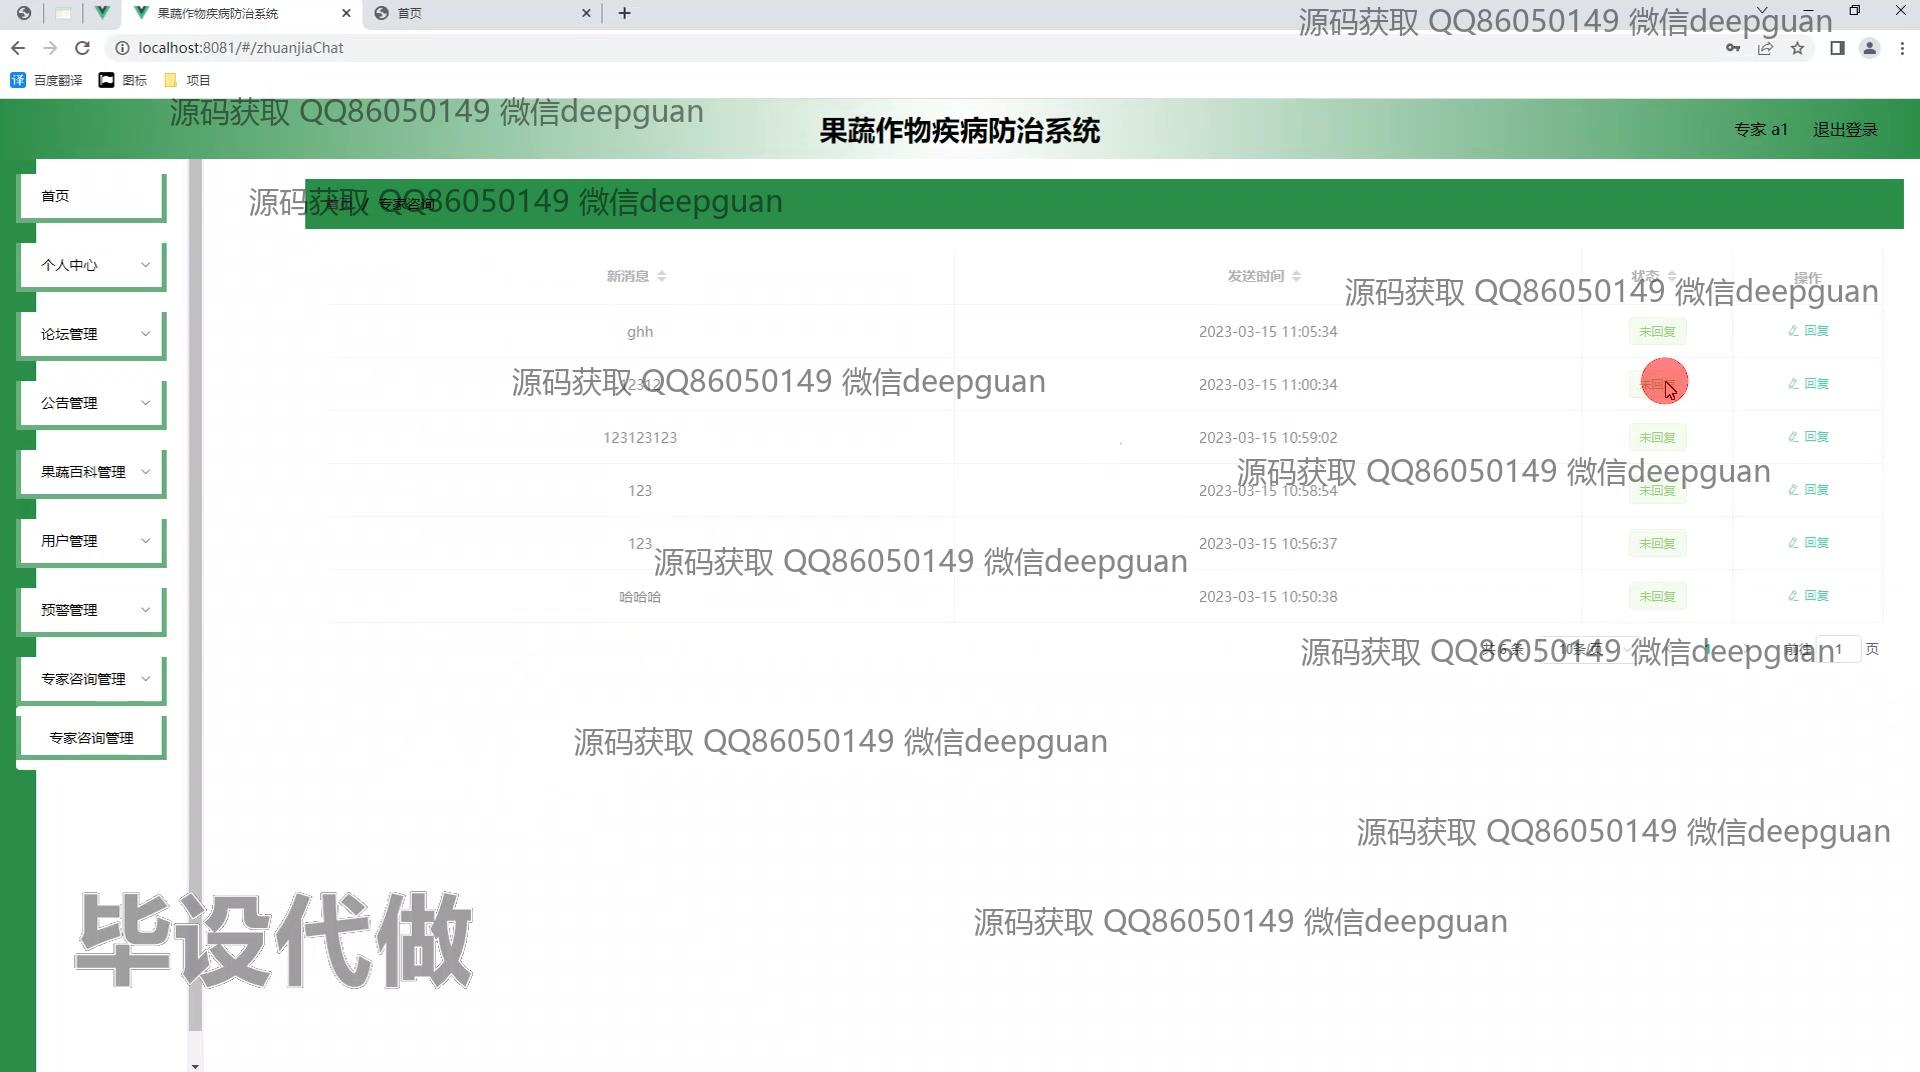 果蔬作物疾病防治系统
首页
源码获取 QQ86050149 微信deepguan
localhost:8081/#/zhuanjiaChat
百度翻译
图标
项目
源码获取 QQ86050149 微信deepguan
果蔬作物疾病防治系统
专家 a1
退出登录
源码获取 QQ86050149 微信deepguan
/ 专家咨询
首页
个人中心
论坛管理
公告管理
果蔬百科管理
用户管理
预警管理
专家咨询管理
专家咨询管理
新消息 发送时间 状态 操作
源码获取 QQ86050149 微信deepguan
ghh 2023-03-15 11:05:34 未回复 回复
源码获取 QQ86050149 微信deepguan
12312 2023-03-15 11:00:34 未回复 回复
123123123 2023-03-15 10:59:02 未回复 回复
源码获取 QQ86050149 微信deepguan
123 2023-03-15 10:58:54 未回复 回复
123 2023-03-15 10:56:37 未回复 回复
源码获取 QQ86050149 微信deepguan
哈哈哈 2023-03-15 10:50:38 未回复 回复
共 6 条 10条/页 1 前往 1 页
源码获取 QQ86050149 微信deepguan
源码获取 QQ86050149 微信deepguan
源码获取 QQ86050149 微信deepguan
源码获取 QQ86050149 微信deepguan
毕设代做